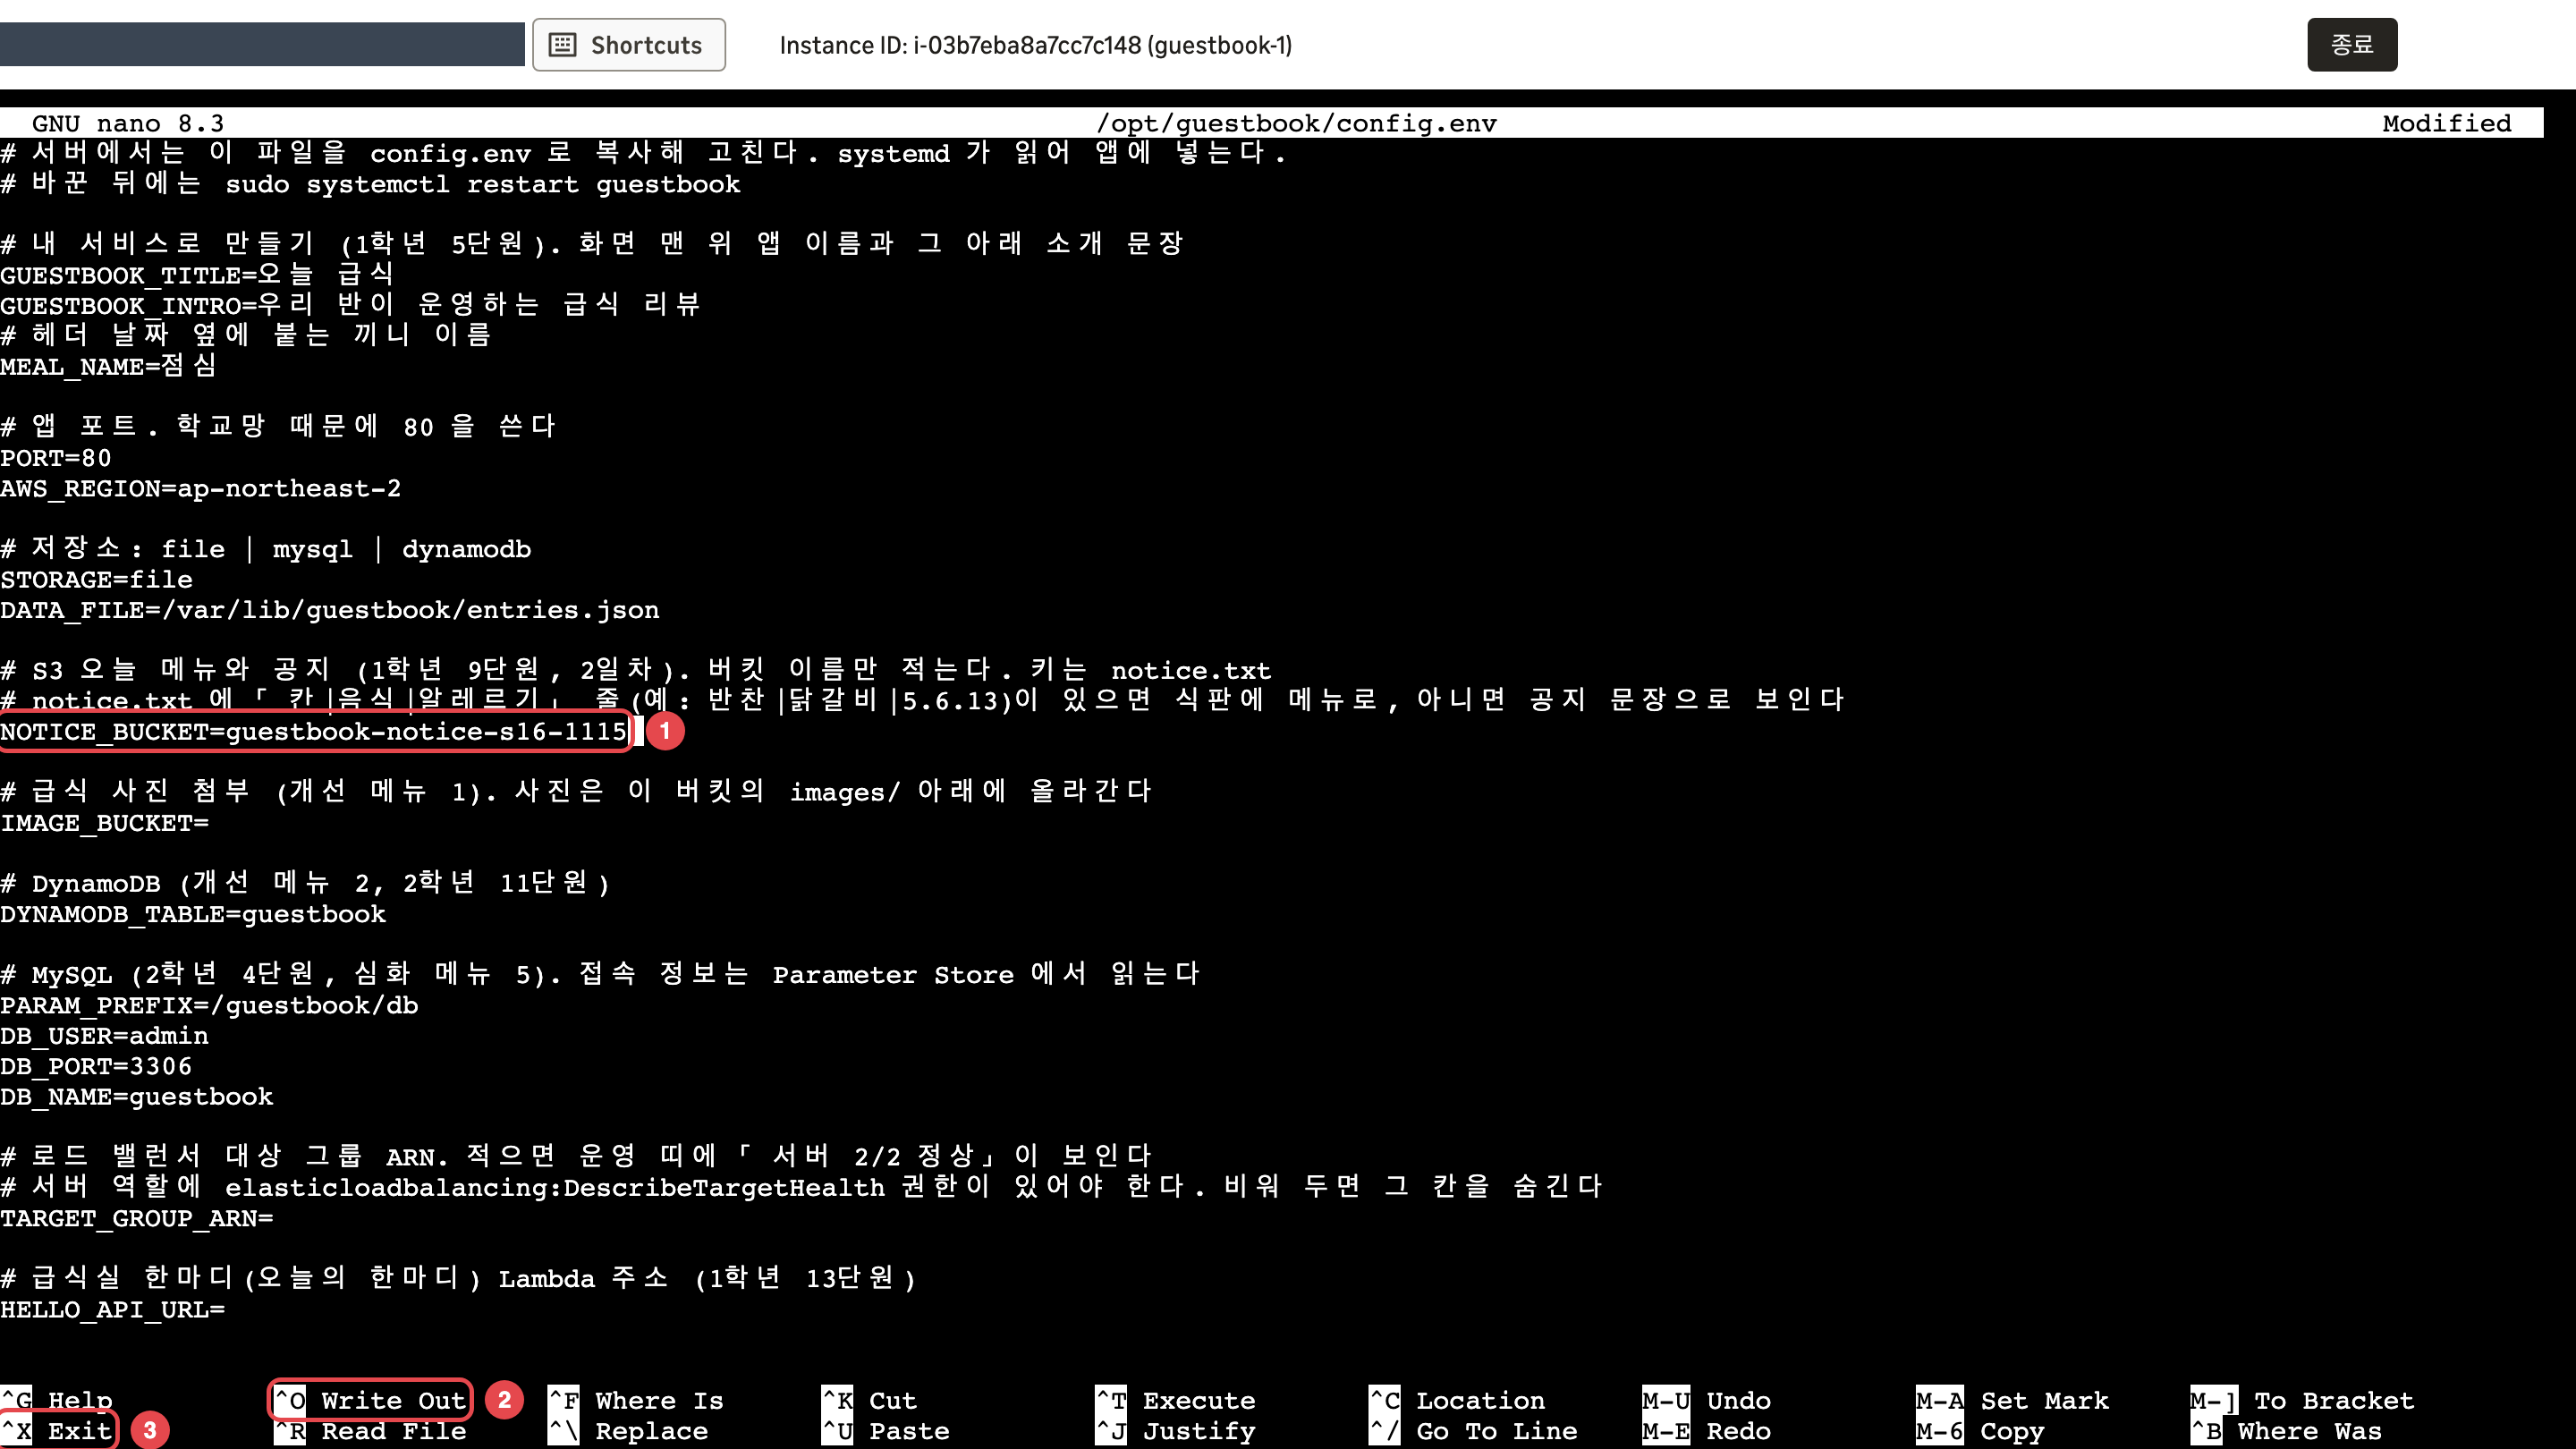 Shortcuts
Instance ID: i-03b7eba8a7cc7c148 (guestbook-1)
종료
GNU nano 8.3 /opt/guestbook/config.env Modified
# 서버에서는 이 파일을 config.env 로 복사해 고친다. systemd 가 읽어 앱에 넣는다.
# 바꾼 뒤에는 sudo systemctl restart guestbook
# 내 서비스로 만들기 (1학년 5단원). 화면 맨 위 앱 이름과 그 아래 소개 문장
GUESTBOOK_TITLE=오늘 급식
GUESTBOOK_INTRO=우리 반이 운영하는 급식 리뷰
# 헤더 날짜 옆에 붙는 끼니 이름
MEAL_NAME=점심
# 앱 포트. 학교망 때문에 80 을 쓴다
PORT=80
AWS_REGION=ap-northeast-2
# 저장소: file | mysql | dynamodb
STORAGE=file
DATA_FILE=/var/lib/guestbook/entries.json
# S3 오늘 메뉴와 공지 (1학년 9단원, 2일차). 버킷 이름만 적는다. 키는 notice.txt
# notice.txt 에「 칸|음식|알레르기」 줄(예: 반찬|닭갈비|5.6.13)이 있으면 식판에 메뉴로, 아니면 공지 문장으로 보인다
NOTICE_BUCKET=guestbook-notice-s16-1115 1
# 급식 사진 첨부 (개선 메뉴 1). 사진은 이 버킷의 images/ 아래에 올라간다
IMAGE_BUCKET=
# DynamoDB (개선 메뉴 2, 2학년 11단원)
DYNAMODB_TABLE=guestbook
# MySQL (2학년 4단원, 심화 메뉴 5). 접속 정보는 Parameter Store 에서 읽는다
PARAM_PREFIX=/guestbook/db
DB_USER=admin
DB_PORT=3306
DB_NAME=guestbook
# 로드 밸런서 대상 그룹 ARN. 적으면 운영 띠에「 서버 2/2 정상」이 보인다
# 서버 역할에 elasticloadbalancing:DescribeTargetHealth 권한이 있어야 한다. 비워 두면 그 칸을 숨긴다
TARGET_GROUP_ARN=
# 급식실 한마디(오늘의 한마디) Lambda 주소 (1학년 13단원)
HELLO_API_URL=
^G Help ^O Write Out 2 ^F Where Is ^K Cut ^T Execute ^C Location M-U Undo M-A Set Mark M-] To Bracket
^X Exit 3 ^R Read File ^\ Replace ^U Paste ^J Justify ^/ Go To Line M-E Redo M-6 Copy ^B Where Was